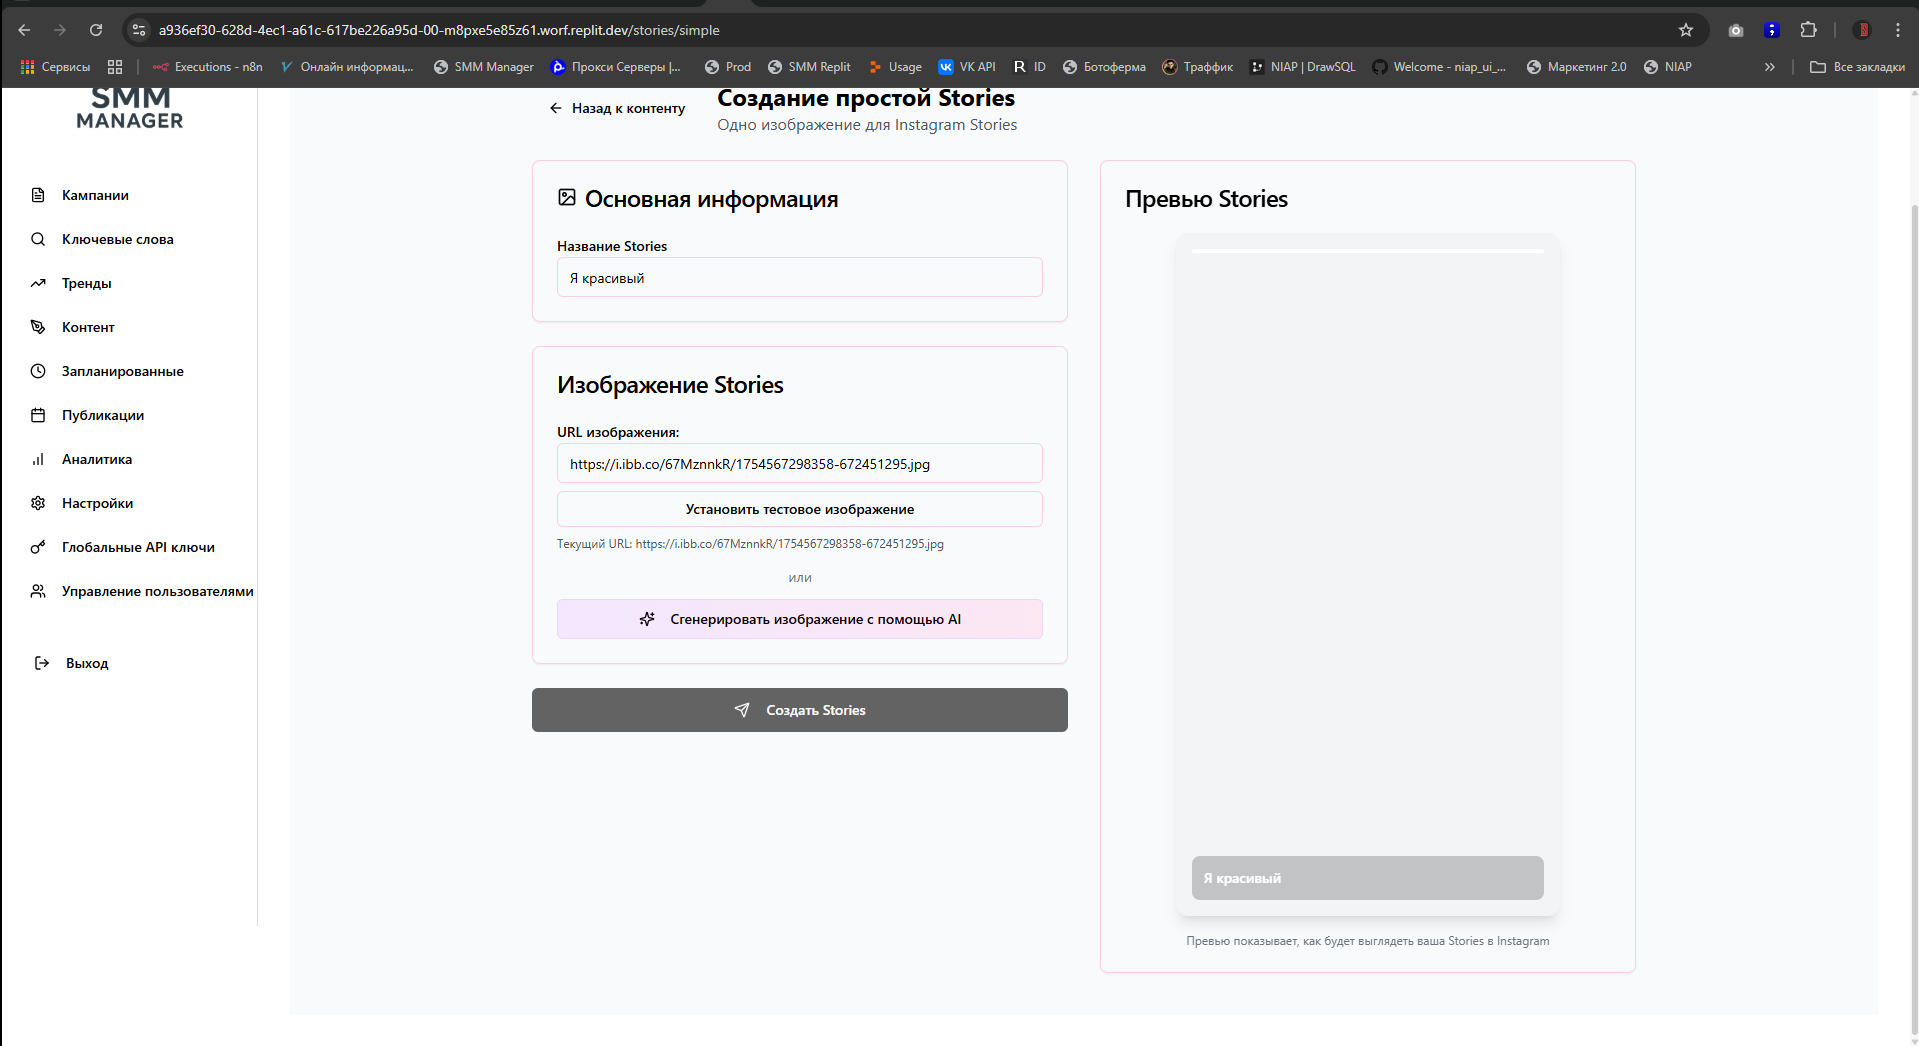 a936ef30-628d-4ec1-a61c-617be226a95d-00-m8pxe5e85z61.worf.replit.dev/stories/simple
Сервисы
Executions - n8n
Онлайн информац...
SMM Manager
Прокси Серверы |...
Prod
SMM Replit
Usage
VK API
R ID
Ботоферма
Траффик
NIAP | DrawSQL
Welcome - niap_ui_...
Маркетинг 2.0
NIAP
»
Все закладки
SMM
MANAGER
Кампании
Ключевые слова
Тренды
Контент
Запланированные
Публикации
Аналитика
Настройки
Глобальные API ключи
Управление пользователями
Выход
Назад к контенту
Создание простой Stories
Одно изображение для Instagram Stories
Основная информация
Название Stories
Я красивый
Изображение Stories
URL изображения:
https://i.ibb.co/67MznnkR/1754567298358-672451295.jpg
Установить тестовое изображение
Текущий URL: https://i.ibb.co/67MznnkR/1754567298358-672451295.jpg
или
Сгенерировать изображение с помощью AI
Создать Stories
Превью Stories
Я красивый
Превью показывает, как будет выглядеть ваша Stories в Instagram